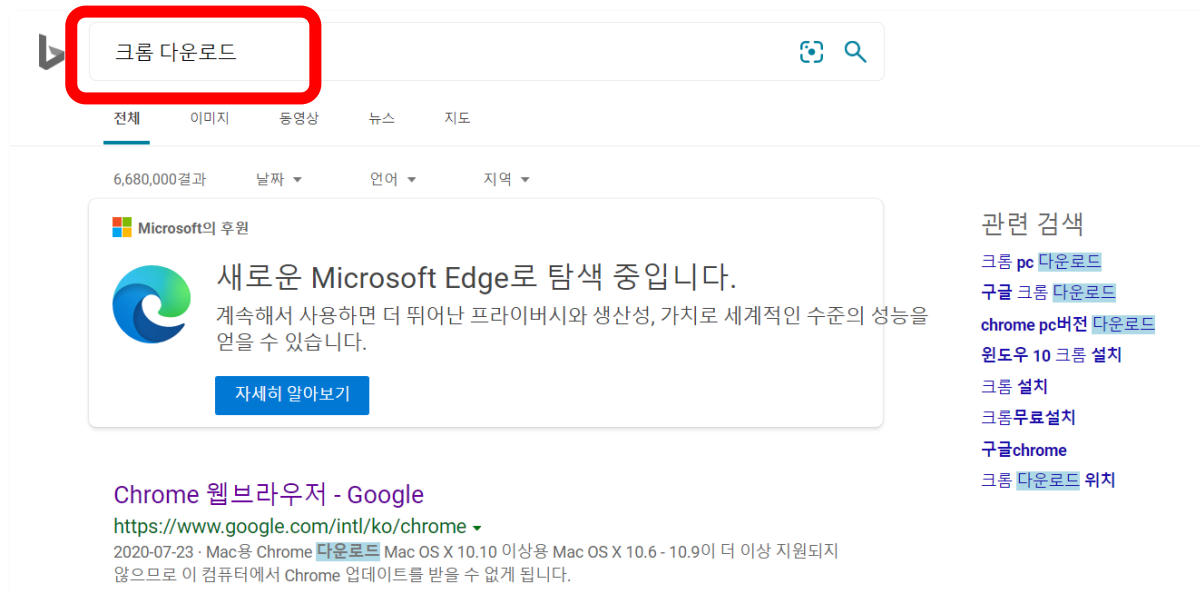 크롬 다운로드
전체 이미지 동영상 뉴스 지도
6,680,000결과 날짜 언어 지역
Microsoft의 후원
새로운 Microsoft Edge로 탐색 중입니다.
계속해서 사용하면 더 뛰어난 프라이버시와 생산성, 가치로 세계적인 수준의 성능을
얻을 수 있습니다.
자세히 알아보기
Chrome 웹브라우저 - Google
https://www.google.com/intl/ko/chrome
2020-07-23 · Mac용 Chrome 다운로드 Mac OS X 10.10 이상용 Mac OS X 10.6 - 10.9이 더 이상 지원되지
않으므로 이 컴퓨터에서 Chrome 업데이트를 받을 수 없게 됩니다.
관련 검색
크롬 pc 다운로드
구글 크롬 다운로드
chrome pc버전 다운로드
윈도우 10 크롬 설치
크롬 설치
크롬무료설치
구글chrome
크롬 다운로드 위치